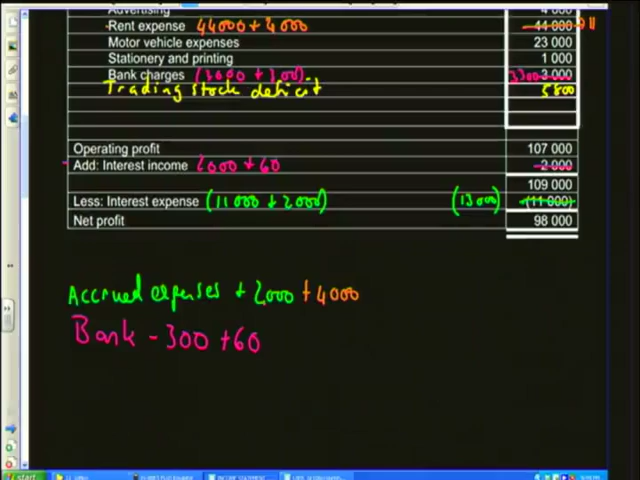 Advertising 4 000
Rent expense 44000 + 4000 44 000
Motor vehicle expenses 23 000
Stationery and printing 1 000
Bank charges (3000 + 300) 3300 3 000
Trading stock deficit 5800
Operating profit 107 000
Add: Interest income 2000 + 60 2 000
109 000
Less: Interest expense (11 000 + 2000) (13 000) (11 000)
Net profit 98 000
Accrued expenses + 2000 + 4000
Bank - 300 + 60
start